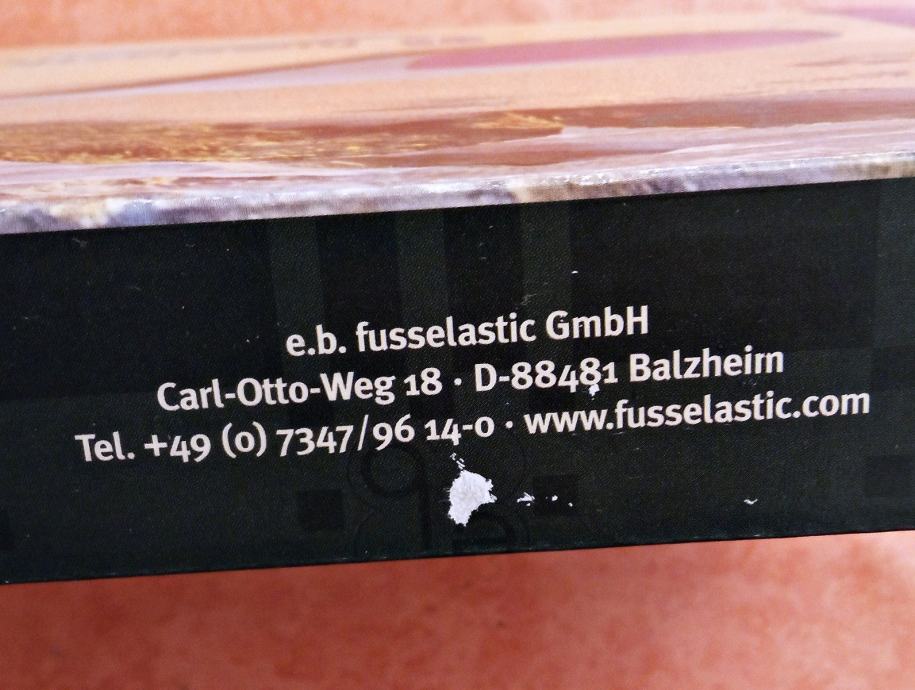 e.b. fusselastic GmbH
Carl-Otto-Weg 18 · D-88481 Balzheim
Tel. +49 (0) 7347/96 14-0 · www.fusselastic.com